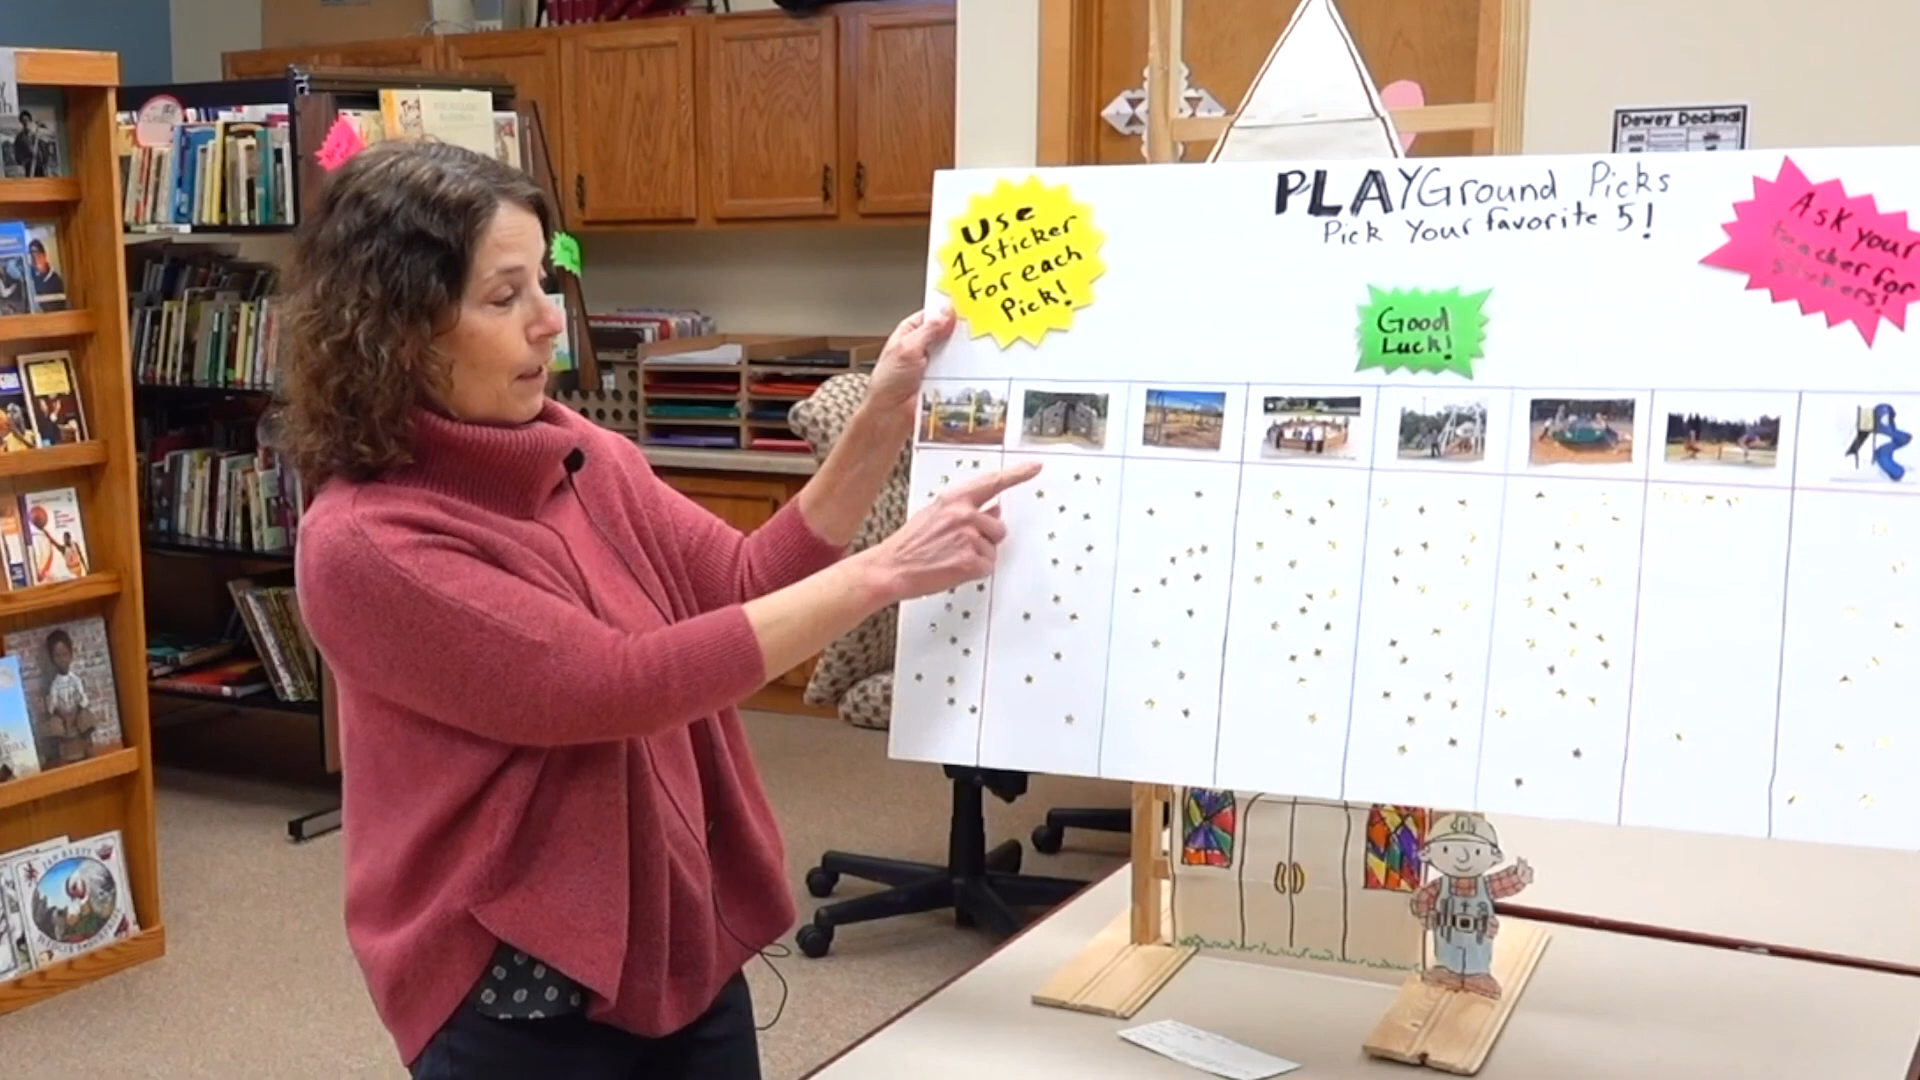 Dewey Decimal
PLAYGround Picks
Pick Your favorite 5!
Use
1 Sticker
for each
Pick!
Good
Luck!
Ask your
teacher for
stickers!